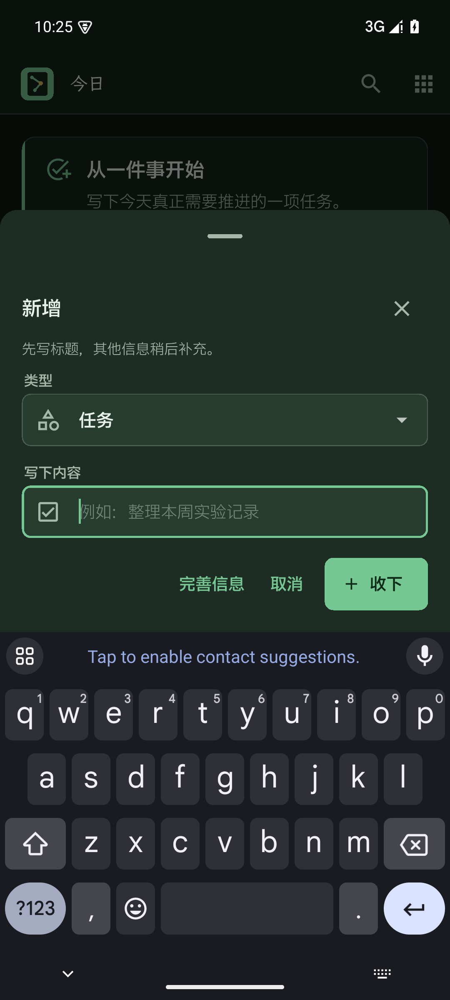 10:25
3G
今日
从一件事开始
写下今天真正需要推进的一项任务。
新增
先写标题，其他信息稍后补充。
类型
任务
写下内容
例如：整理本周实验记录
完善信息 取消 + 收下
Tap to enable contact suggestions.
q1 w2 e3 r4 t5 y6 u7 i8 o9 p0
a s d f g h j k l
z x c v b n m
?123 , .